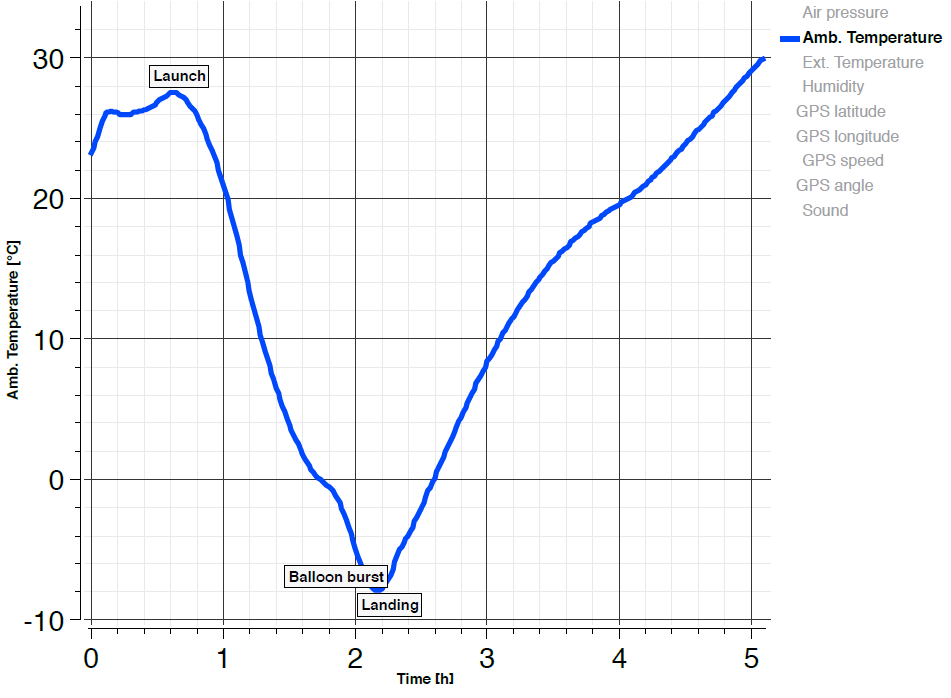 Air pressure
Amb. Temperature
Ext. Temperature
Humidity
GPS latitude
GPS longitude
GPS speed
GPS angle
Sound
30
20
10
0
-10
Amb. Temperature [°C]
Launch
Balloon burst
Landing
0 1 2 3 4 5
Time [h]